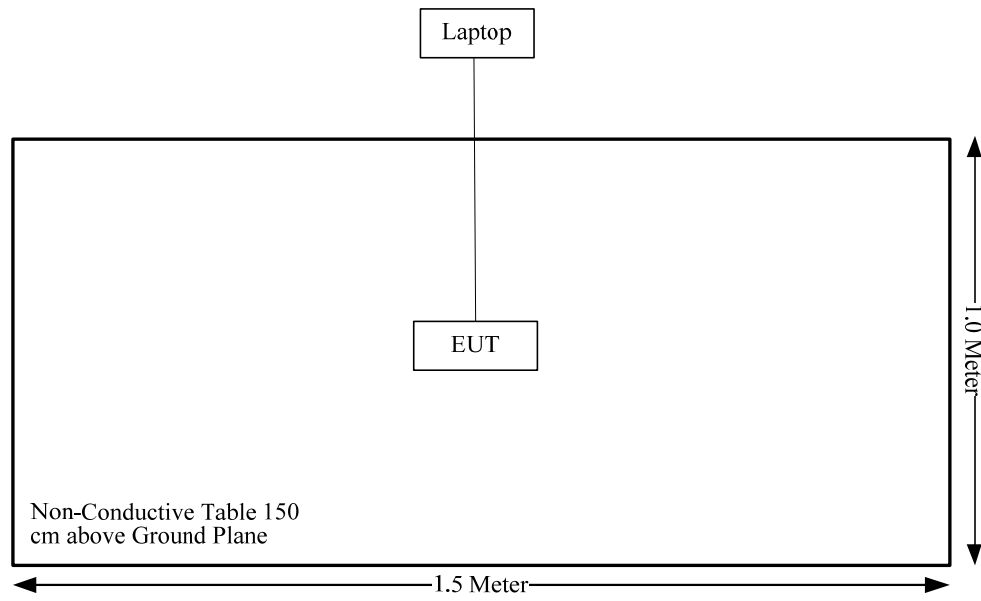 Laptop
EUT
1.0 Meter
Non-Conductive Table 150
cm above Ground Plane
1.5 Meter